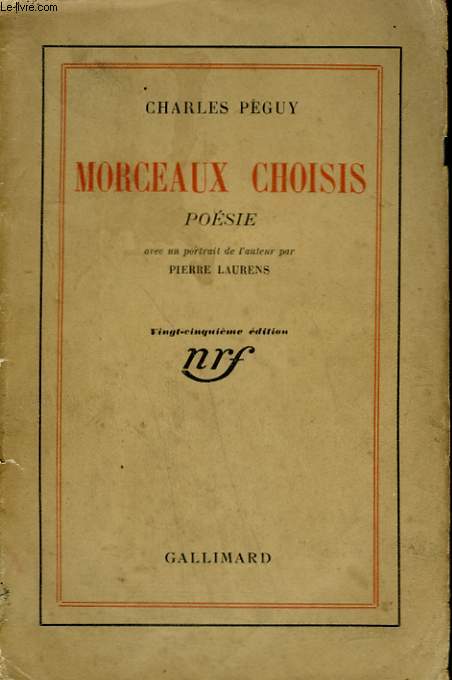 Le-livre.com
CHARLES PÉGUY
MORCEAUX CHOISIS
POÉSIE
avec un portrait de l'auteur par
PIERRE LAURENS
Vingt-cinquième édition
nrf
GALLIMARD